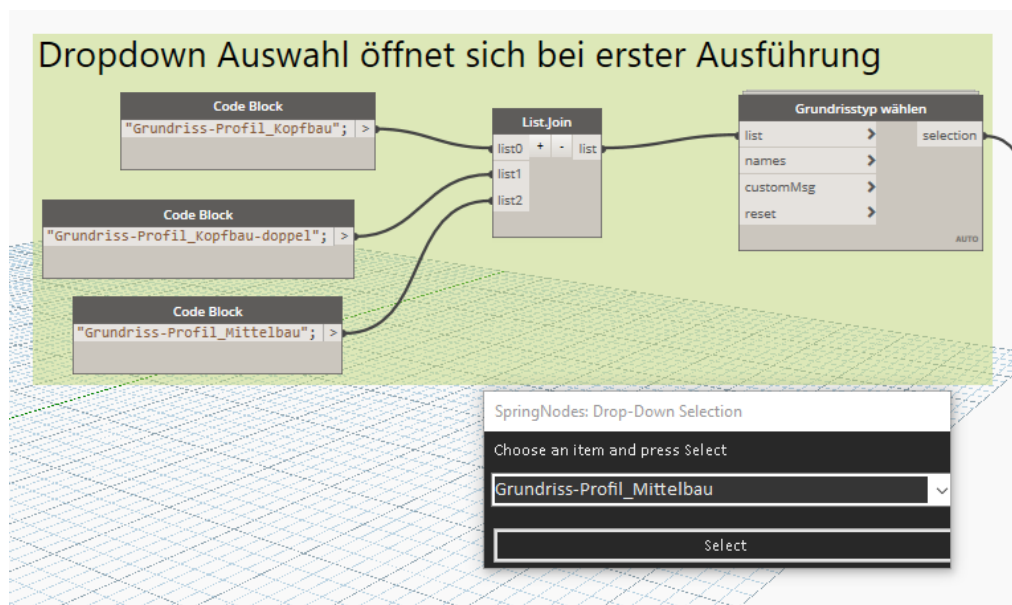 Dropdown Auswahl öffnet sich bei erster Ausführung
Code Block
"Grundriss-Profil_Kopfbau"; >
Code Block
"Grundriss-Profil_Kopfbau-doppel"; >
Code Block
"Grundriss-Profil_Mittelbau"; >
List.Join
list0 + - list
list1
list2
Grundrisstyp wählen
list > selection
names >
customMsg >
reset >
AUTO
SpringNodes: Drop-Down Selection
Choose an item and press Select
Grundriss-Profil_Mittelbau
Select